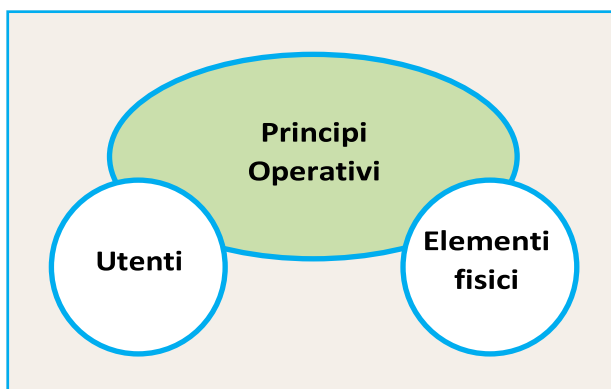 Principi
Operativi
Utenti
Elementi
fisici